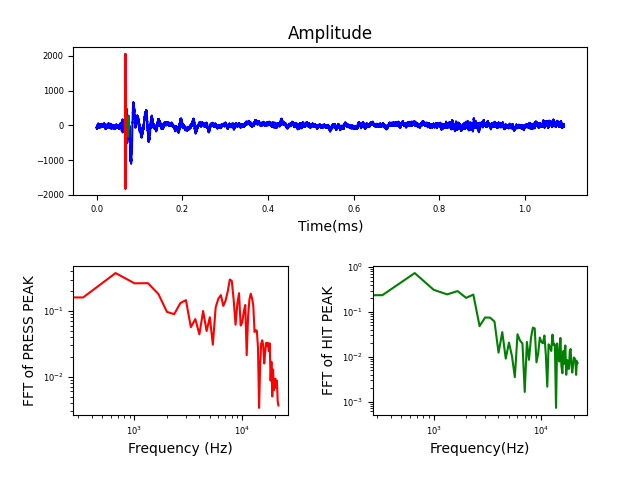 Amplitude
2000
1000
0
−1000
−2000
0.0 0.2 0.4 0.6 0.8 1.0
Time(ms)
FFT of PRESS PEAK
10⁻¹
10⁻²
10³ 10⁴
Frequency (Hz)
FFT of HIT PEAK
10⁰
10⁻¹
10⁻²
10⁻³
10³ 10⁴
Frequency(Hz)